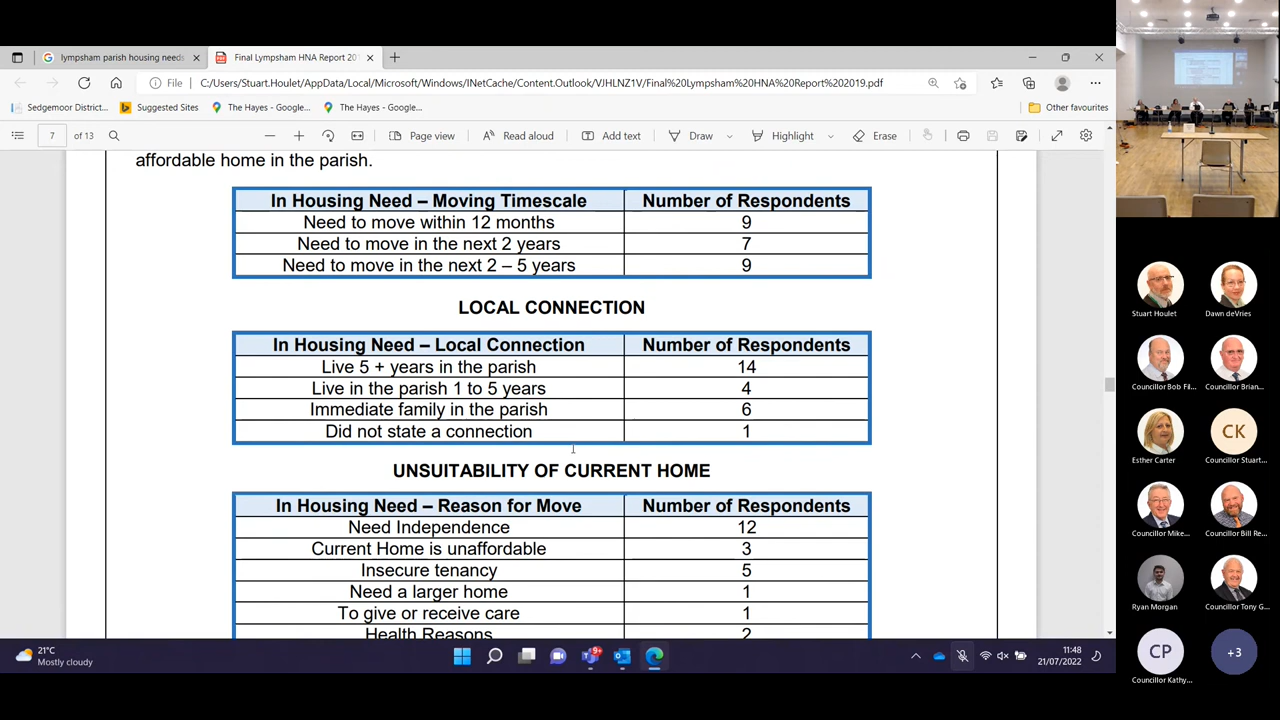 lympsham parish housing needs
Final Lympsham HNA Report 201
File
C:/Users/Stuart.Houlet/AppData/Local/Microsoft/Windows/INetCache/Content.Outlook/VJHLNZ1V/Final%20Lympsham%20HNA%20Report%202019.pdf
Sedgemoor District...
Suggested Sites
The Hayes - Google...
The Hayes - Google...
Other favourites
7 of 13
Page view
Read aloud
Add text
Draw
Highlight
Erase
affordable home in the parish.
In Housing Need – Moving Timescale Number of Respondents
Need to move within 12 months 9
Need to move in the next 2 years 7
Need to move in the next 2 – 5 years 9
LOCAL CONNECTION
In Housing Need – Local Connection Number of Respondents
Live 5 + years in the parish 14
Live in the parish 1 to 5 years 4
Immediate family in the parish 6
Did not state a connection 1
UNSUITABILITY OF CURRENT HOME
In Housing Need – Reason for Move Number of Respondents
Need Independence 12
Current Home is unaffordable 3
Insecure tenancy 5
Need a larger home 1
To give or receive care 1
Health Reasons 2
21°C
Mostly cloudy
9+
11:48
21/07/2022
Stuart Houlet
Dawn deVries
Councillor Bob Fil...
Councillor Brian...
Esther Carter
CK
Councillor Stuart...
Councillor Mike...
Councillor Bill Re...
Ryan Morgan
Councillor Tony G...
CP
Councillor Kathy...
+3